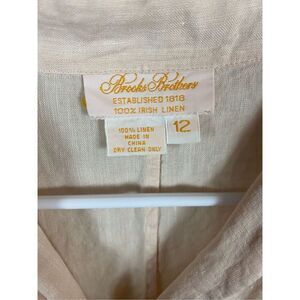 Brooks Brothers
ESTABLISHED 1818
100% IRISH LINEN
12
100% LINEN
MADE IN
CHINA
DRY CLEAN ONLY